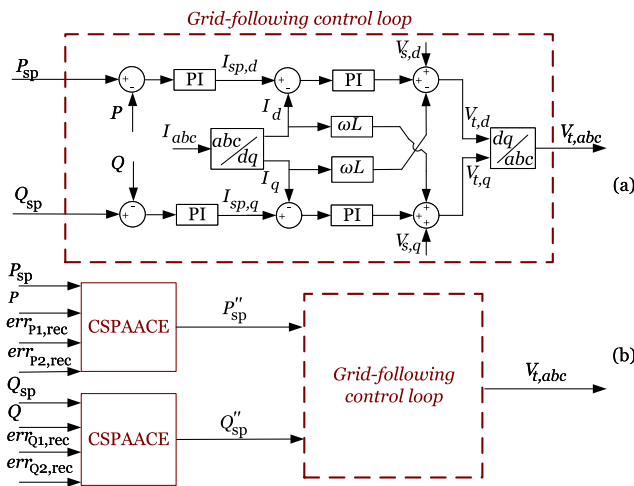 Grid-following control loop
P_sp
+
-
PI
I_sp,d
+
-
PI
V_s,d
+
+
-
P
I_d
V_t,d
I_abc
abc
dq
ωL
dq
abc
V_t,abc
Q
ωL
I_q
V_t,q
(a)
Q_sp
+
-
PI
I_sp,q
+
-
PI
+
+
+
V_s,q
P_sp
P
err_P1,rec
err_P2,rec
CSPAACE
P''_sp
Q_sp
Q
err_Q1,rec
err_Q2,rec
CSPAACE
Q''_sp
Grid-following
control loop
V_t,abc
(b)